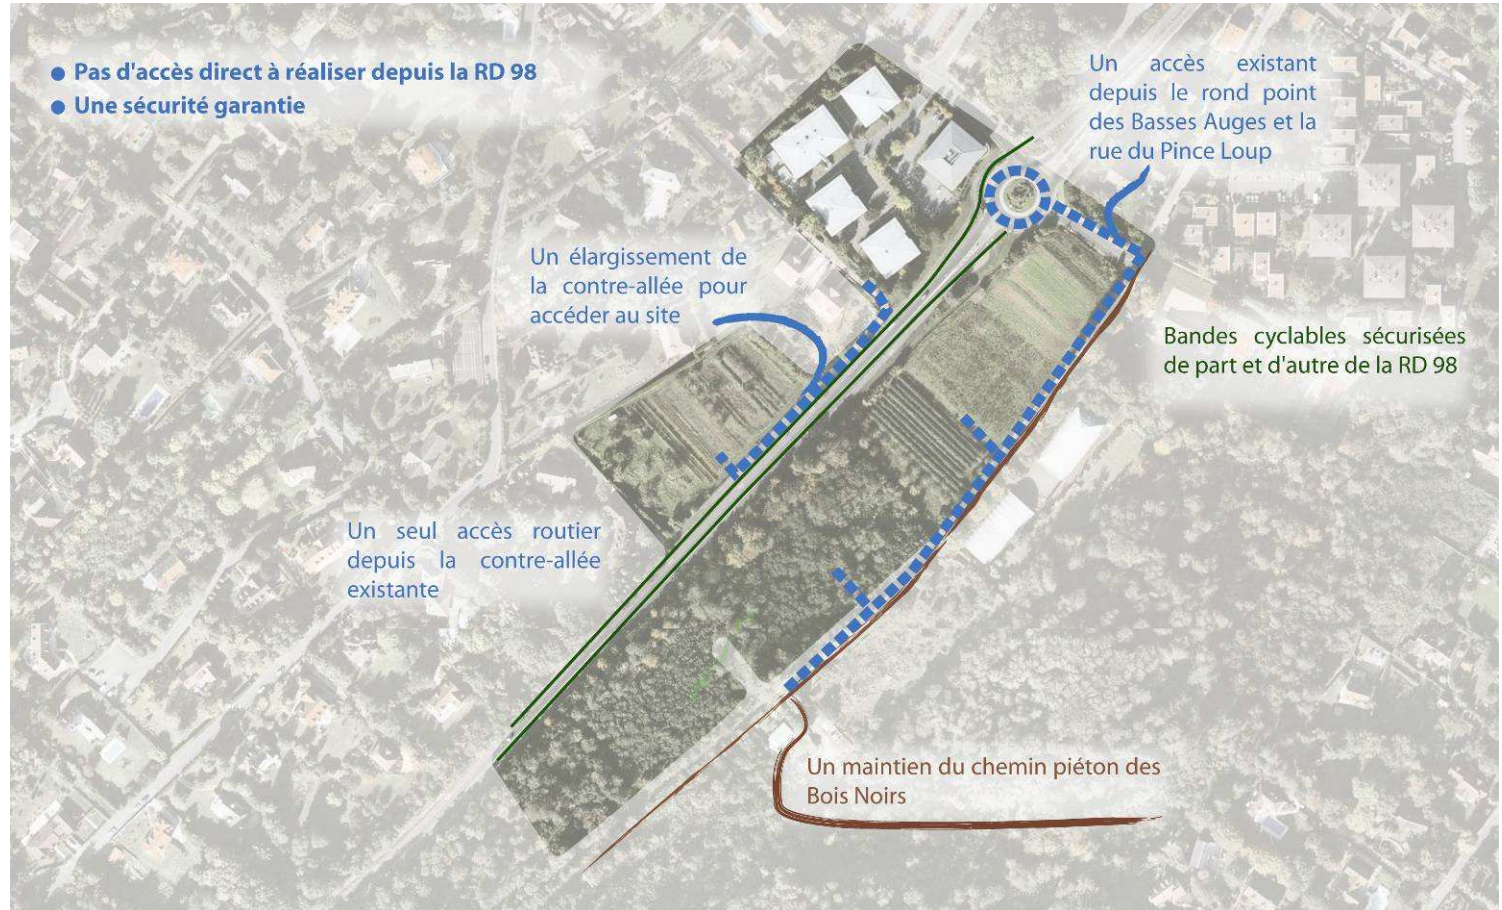 ● Pas d'accès direct à réaliser depuis la RD 98
● Une sécurité garantie
Un accès existant
depuis le rond point
des Basses Auges et la
rue du Pince Loup
Un élargissement de
la contre-allée pour
accéder au site
Bandes cyclable sécurisées
de part et d'autre de la RD 98
Un seul accès routier
depuis la contre-allée
existante
Un maintien du chemin piéton des
Bois Noirs